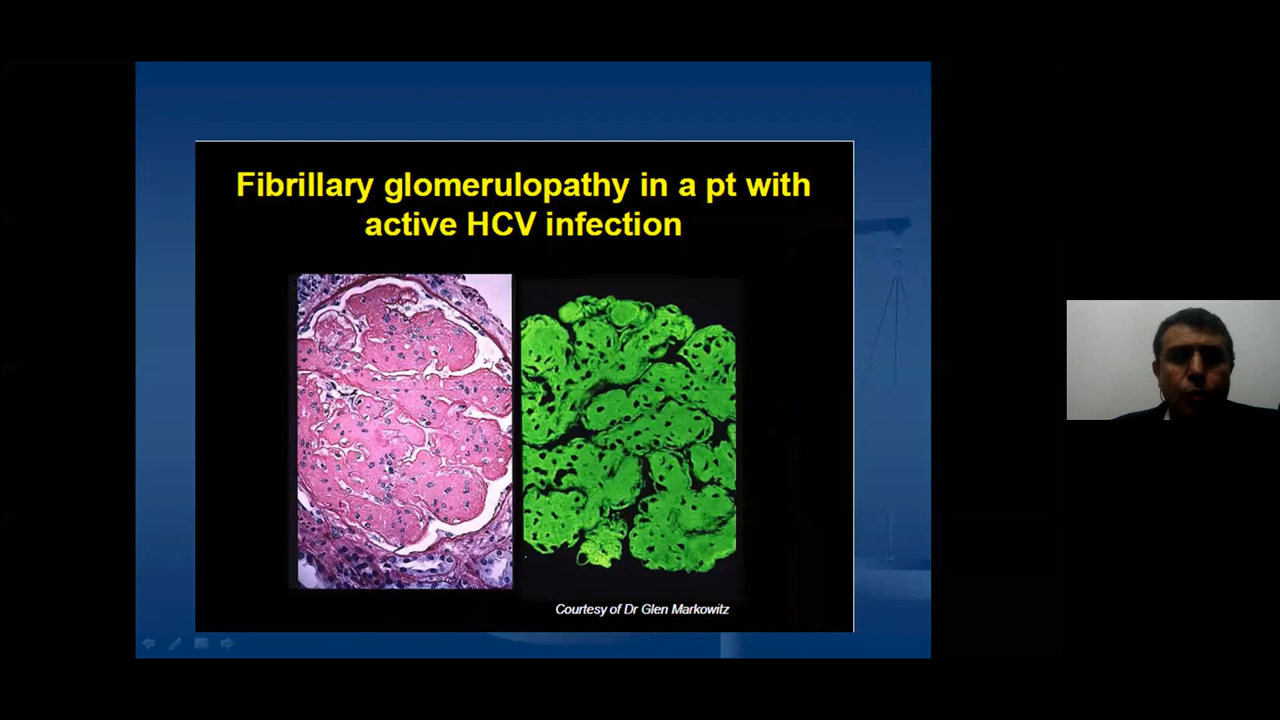 Fibrillary glomerulopathy in a pt with
active HCV infection
Courtesy of Dr Glen Markowitz